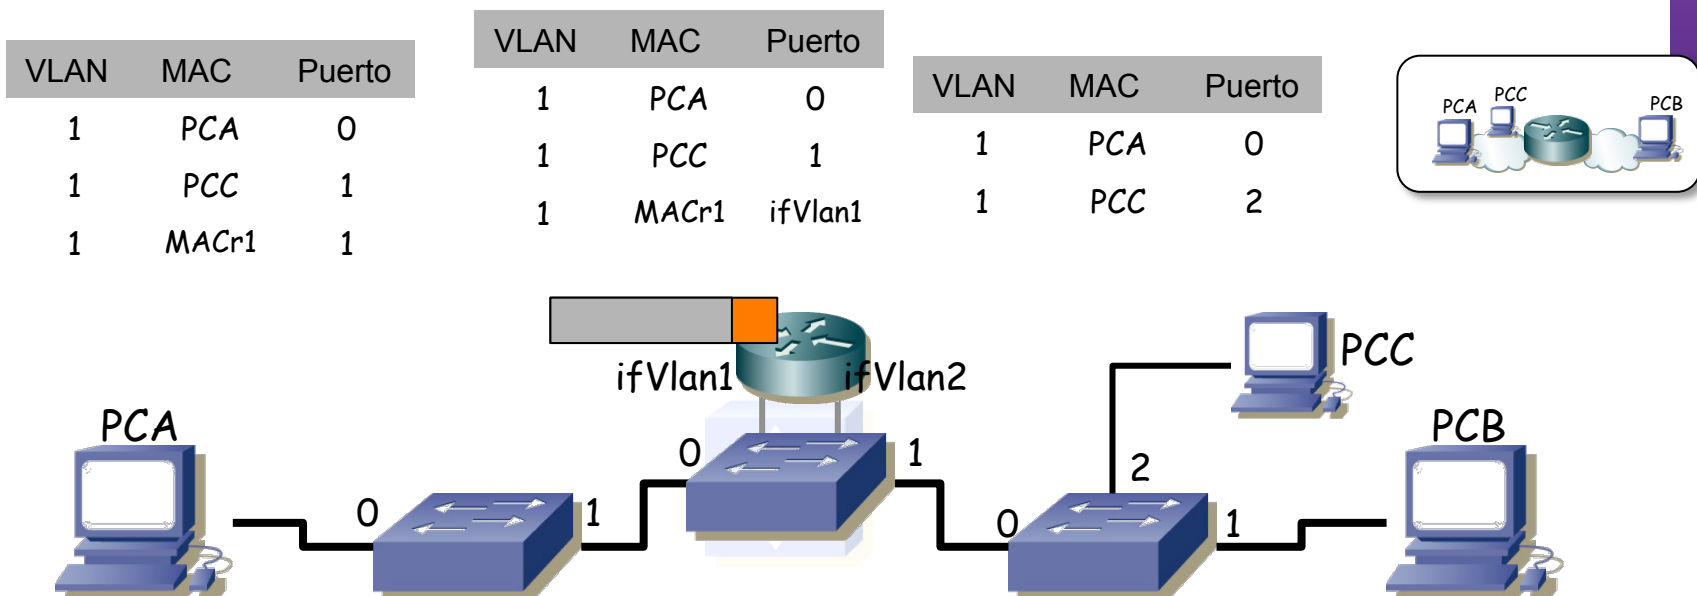 VLAN MAC Puerto
1 PCA 0
1 PCC 1
1 MACr1 1
VLAN MAC Puerto
1 PCA 0
1 PCC 1
1 MACr1 ifVlan1
VLAN MAC Puerto
1 PCA 0
1 PCC 2
PCA PCC PCB
ifVlan1 ifVlan2
PCC
PCA
PCB
0 1
2
0 1
0 1